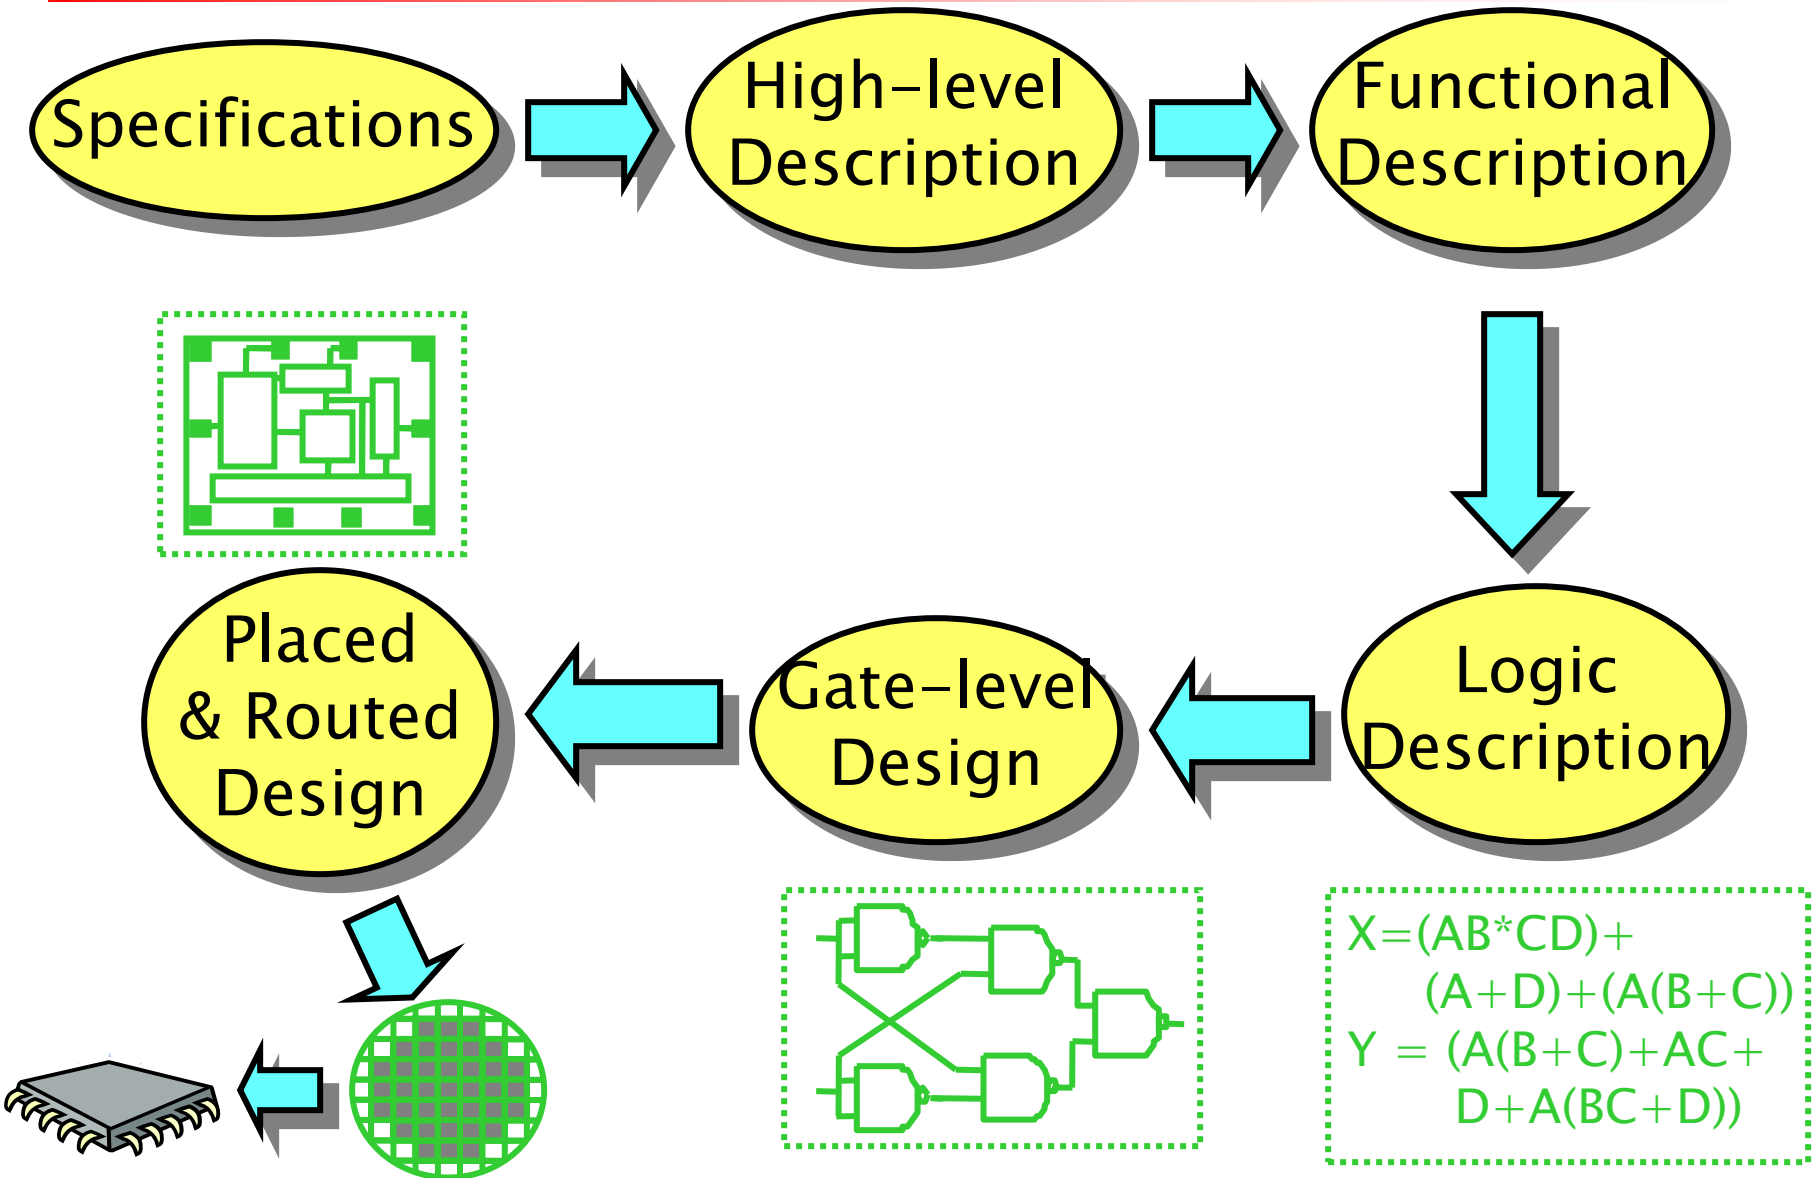 Specifications
High-level
Description
Functional
Description
Placed
& Routed
Design
Gate-level
Design
Logic
Description
X=(AB*CD)+
(A+D)+(A(B+C))
Y = (A(B+C)+AC+
D+A(BC+D))